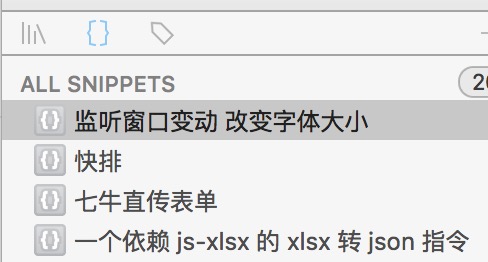 ALL SNIPPETS
监听窗口变动 改变字体大小
快排
七牛直传表单
一个依赖 js-xlsx 的 xlsx 转 json 指令